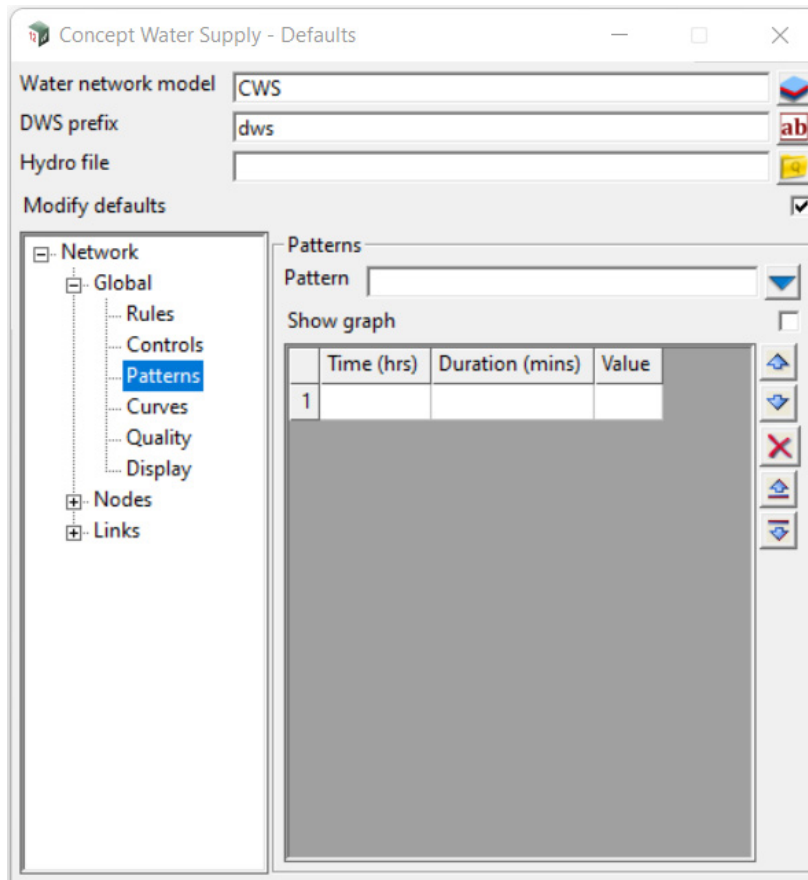 Concept Water Supply - Defaults
Water network model CWS
DWS prefix dws ab
Hydro file
Modify defaults
Network
Global
Rules
Controls
Patterns
Curves
Quality
Display
Nodes
Links
Patterns
Pattern
Show graph
Time (hrs) Duration (mins) Value
1